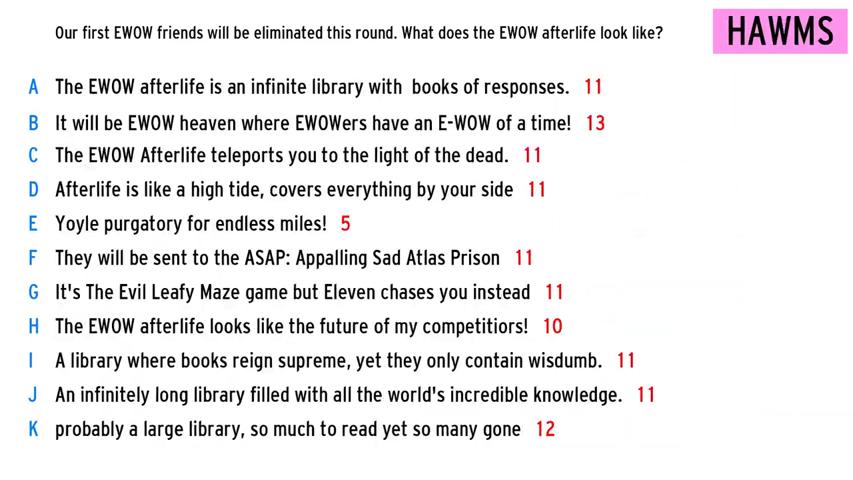 Our first EWOW friends will be eliminated this round. What does the EWOW afterlife look like?
HAWMS
A The EWOW afterlife is an infinite library with books of responses. 11
B It will be EWOW heaven where EWOWers have an E-WOW of a time! 13
C The EWOW Afterlife teleports you to the light of the dead. 11
D Afterlife is like a high tide, covers everything by your side 11
E Yoyle purgatory for endless miles! 5
F They will be sent to the ASAP: Appalling Sad Atlas Prison 11
G It's The Evil Leafy Maze game but Eleven chases you instead 11
H The EWOW afterlife looks like the future of my competitiors! 10
I A library where books reign supreme, yet they only contain wisdumb. 11
J An infinitely long library filled with all the world's incredible knowledge. 11
K probably a large library, so much to read yet so many gone 12